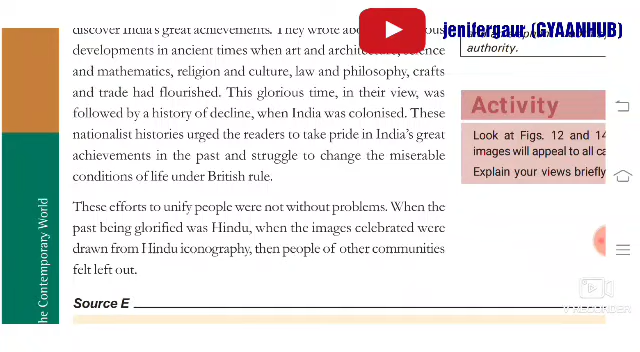 jenifergaur (GYAANHUB)
discover India's great achievements. They wrote
developments in ancient times when art and architecture, science
and mathematics, religion and culture, law and philosophy, crafts
and trade had flourished. This glorious time, in their view, was
followed by a history of decline, when India was colonised. These
nationalist histories urged the readers to take pride in India's great
achievements in the past and struggle to change the miserable
conditions of life under British rule.
These efforts to unify people were not without problems. When the
past being glorified was Hindu, when the images celebrated were
drawn from Hindu iconography, then people of other communities
felt left out.
Source E
authority.
Activity
Look at Figs. 12 and 14
images will appeal to all ca
Explain your views briefly
he Contemporary World
V RECORDER